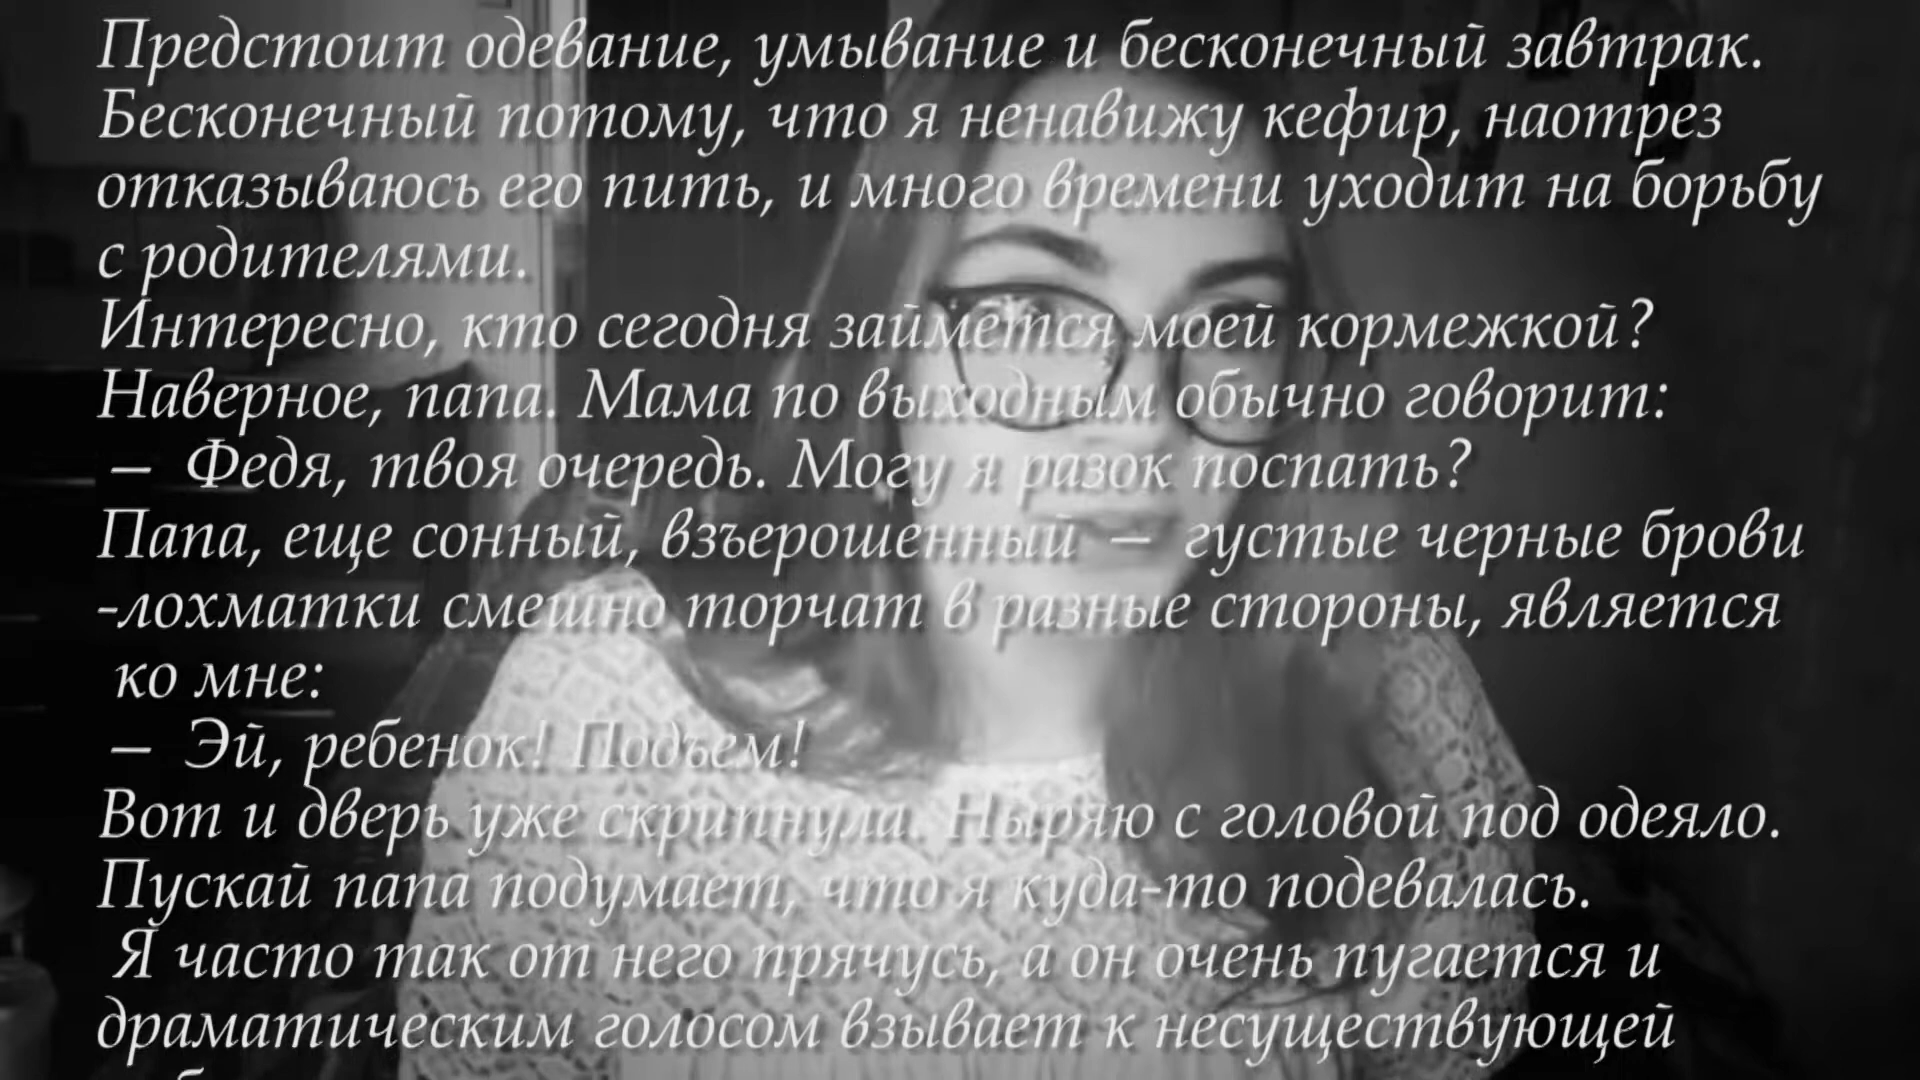 Предстоит одевание, умывание и бесконечный завтрак.
Бесконечный потому, что я ненавижу кефир, наотрез
отказываюсь его пить, и много времени уходит на борьбу
с родителями.
Интересно, кто сегодня займется моей кормежкой?
Наверное, папа. Мама по выходным обычно говорит:
— Федя, твоя очередь. Могу я разок поспать?
Папа, еще сонный, взъерошенный — густые черные брови
-лохматки смешно торчат в разные стороны, является
ко мне:
— Эй, ребенок! Подъем!
Вот и дверь уже скрипнула. Ныряю с головой под одеяло.
Пускай папа подумает, что я куда-то подевалась.
Я часто так от него прячусь, а он очень пугается и
драматическим голосом взывает к несуществующей